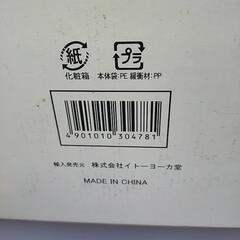 紙 プラ
化粧箱 本体袋:PE 緩衝材:PP
4901010304781
輸入発売元 株式会社イトーヨーカ堂
MADE IN CHINA